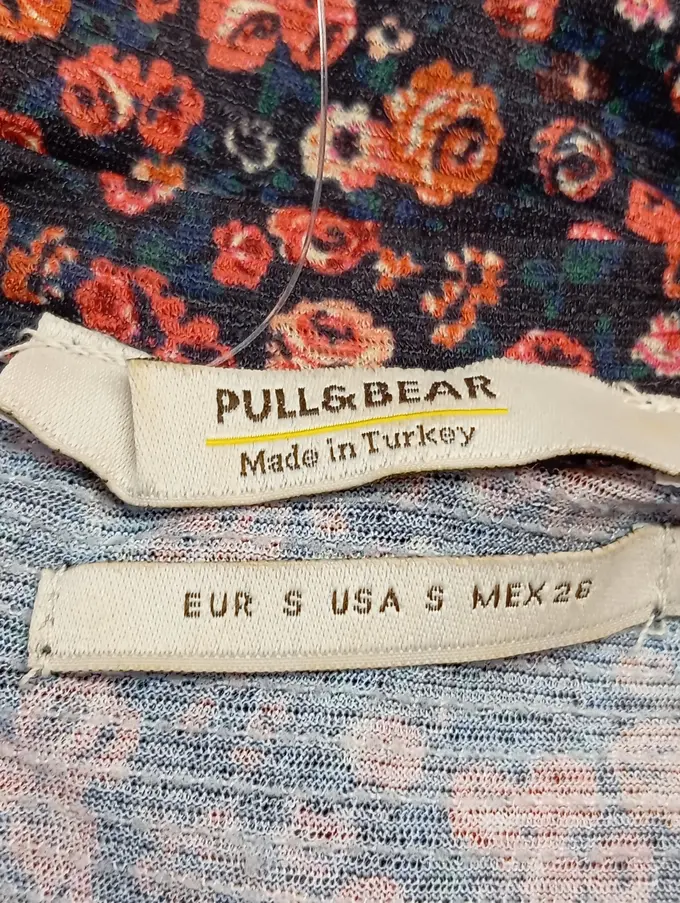 PULL&BEAR
Made in Turkey
EUR S USA S MEX 26